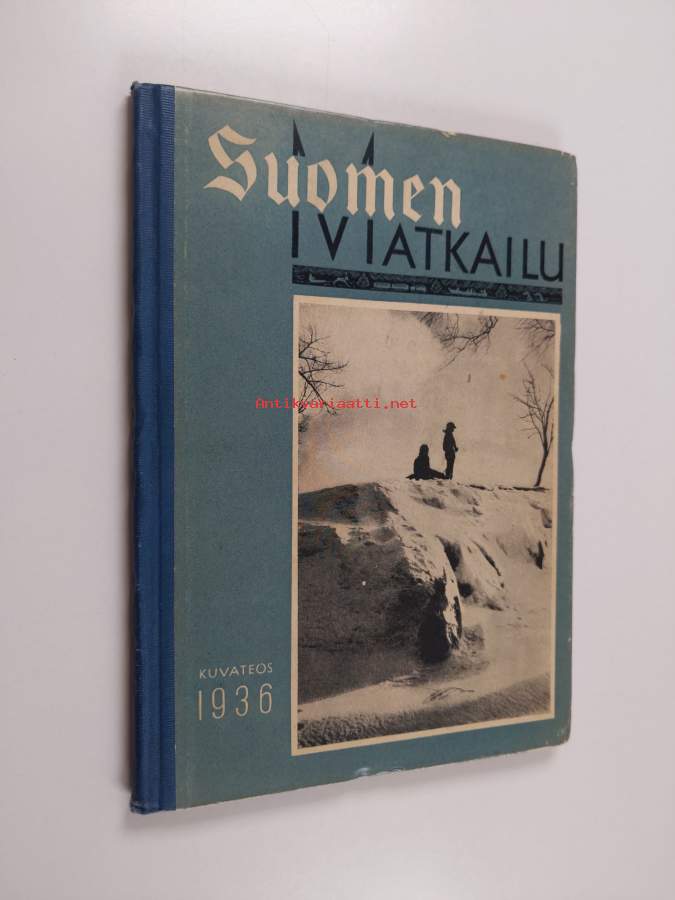 Suomen
MATKAILU
Antikvariaatti.net
KUVATEOS
1936